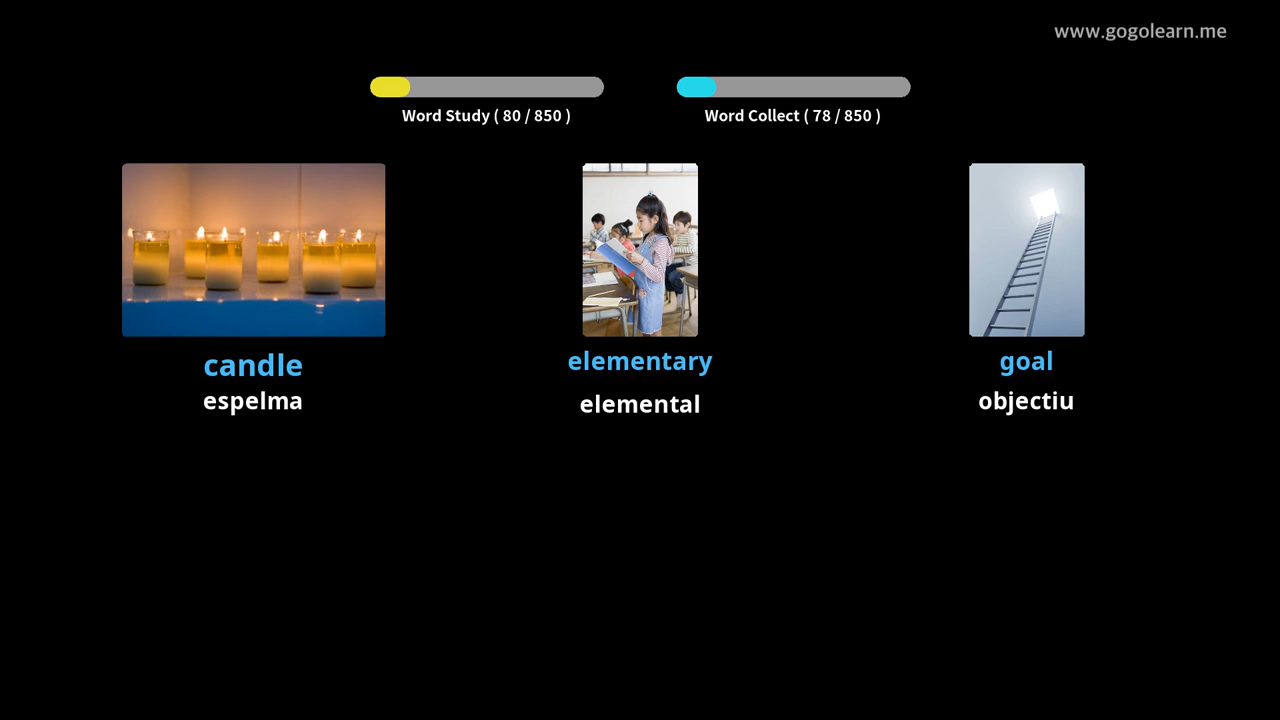 www.gogolearn.me
Word Study ( 80 / 850 )
Word Collect ( 78 / 850 )
candle
espelma
elementary
elemental
goal
objectiu